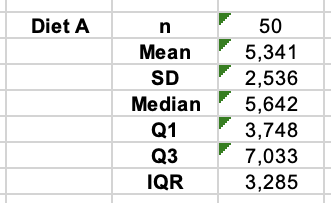 Diet A n 50
Mean 5,341
SD 2,536
Median 5,642
Q1 3,748
Q3 7,033
IQR 3,285